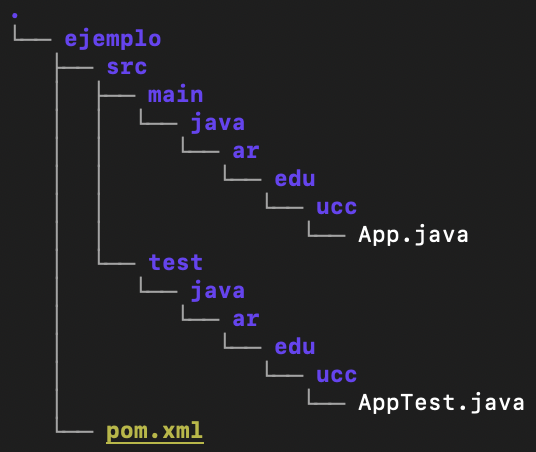 .
ejemplo
src
main
java
ar
edu
ucc
App.java
test
java
ar
edu
ucc
AppTest.java
pom.xml